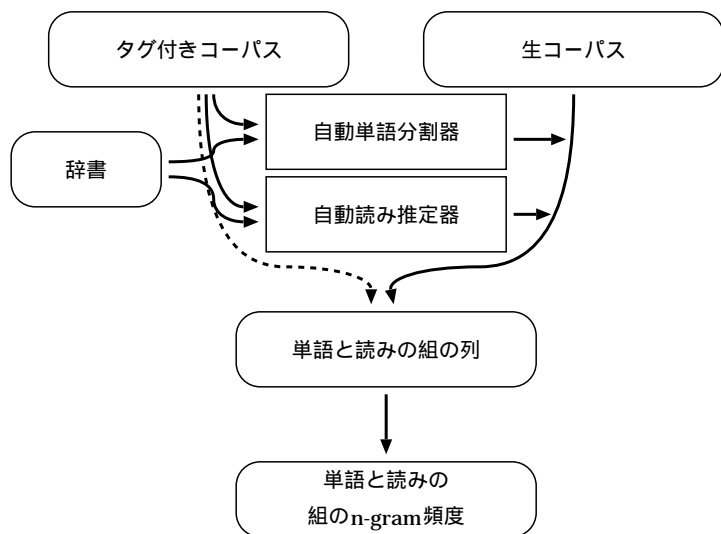 タグ付きコーパス
生コーパス
自動単語分割器
辞書
自動読み推定器
単語と読みの組の列
単語と読みの
組のn-gram頻度